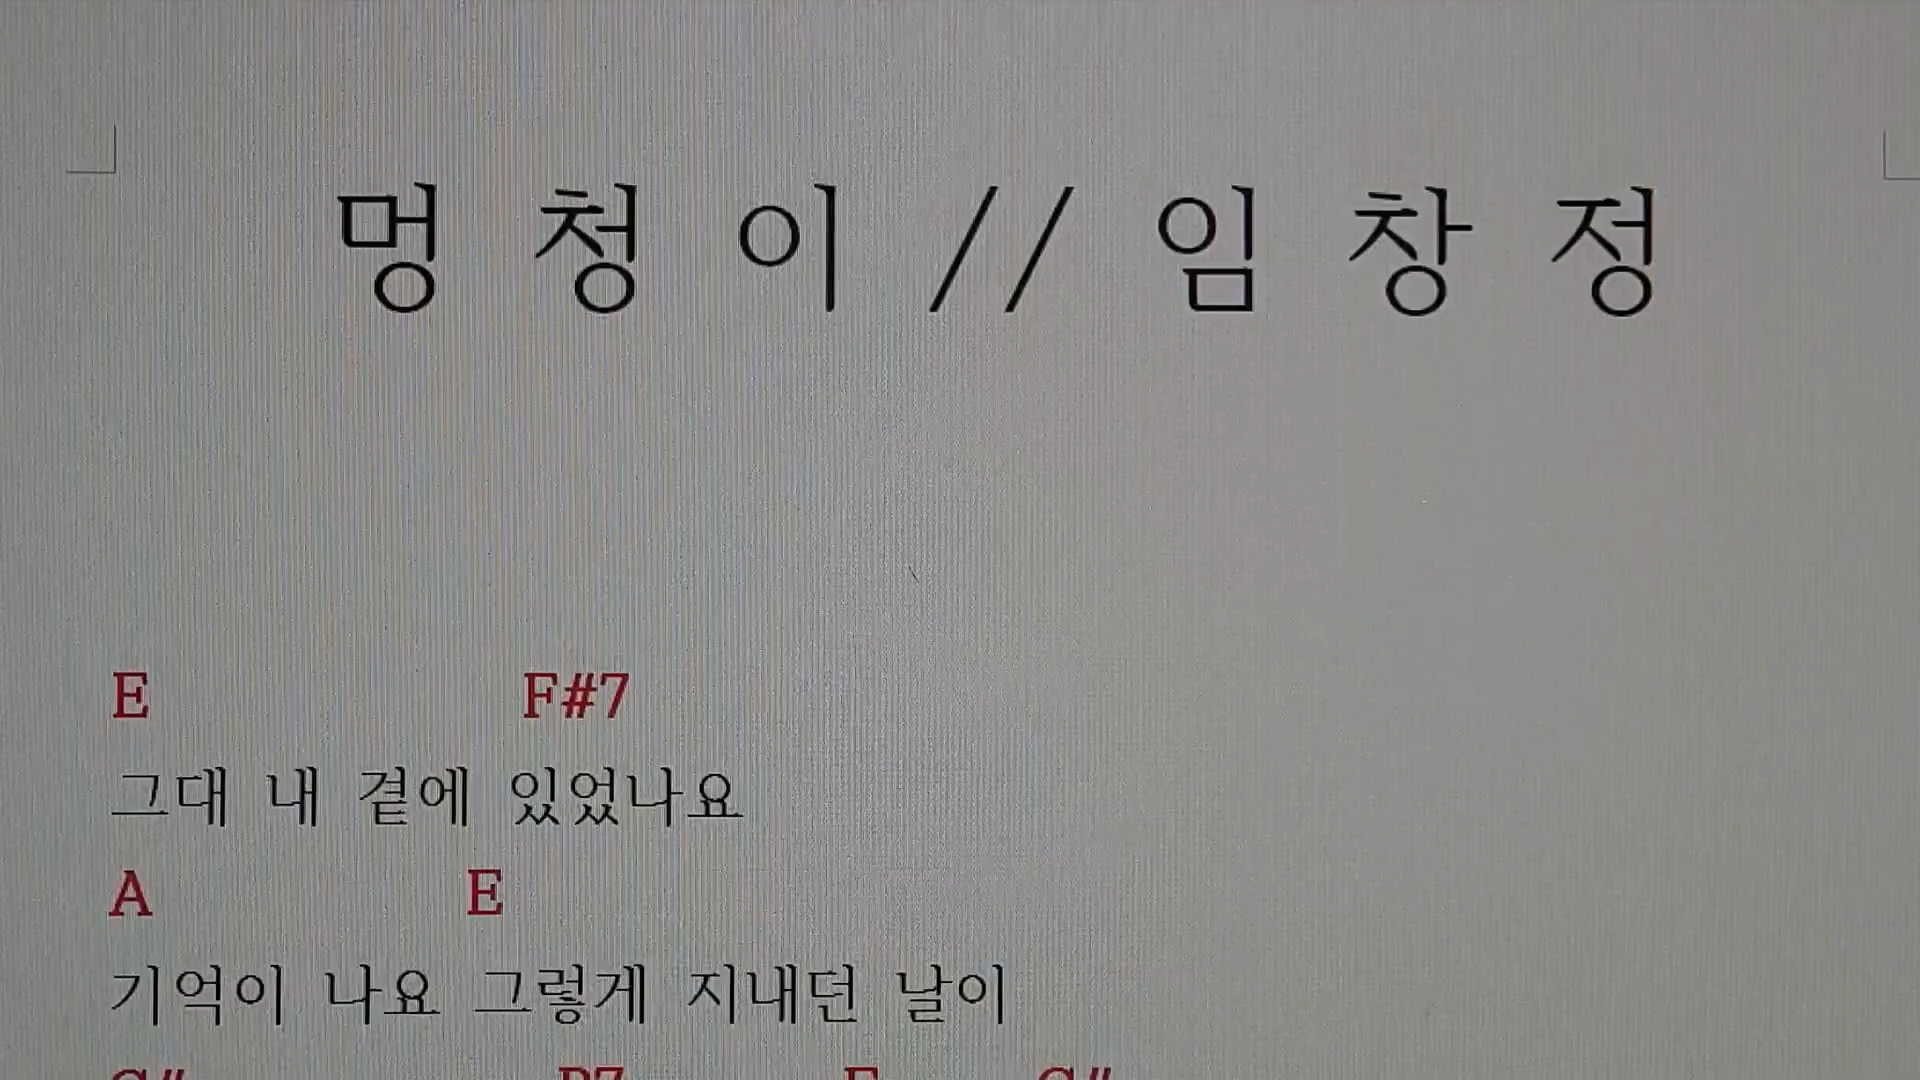 멍청이 // 임창정
E F#7
그대 내 곁에 있었나요
A E
기억이 나요 그렇게 지내던 날이